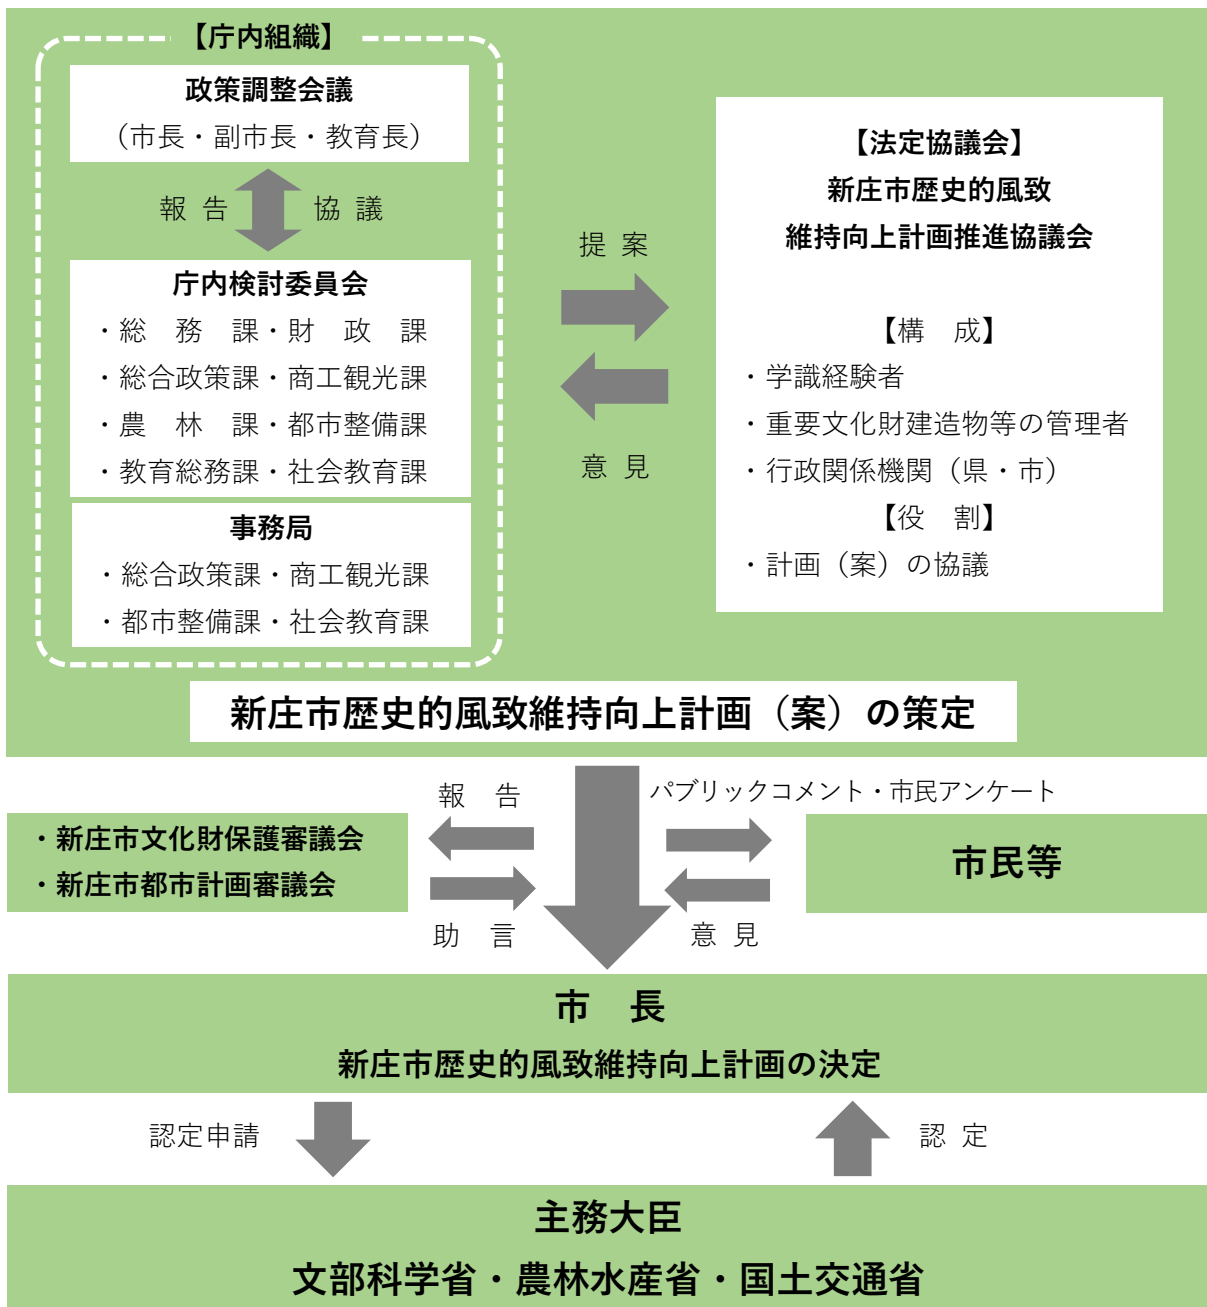 【庁内組織】
政策調整会議
（市長・副市長・教育長）
報 告
協 議
庁内検討委員会
・総　務　課・財　政　課
・総合政策課・商工観光課
・農　林　課・都市整備課
・教育総務課・社会教育課
事務局
・総合政策課・商工観光課
・都市整備課・社会教育課
提 案
意 見
【法定協議会】
新庄市歴史的風致
維持向上計画推進協議会
【構　成】
・学識経験者
・重要文化財建造物等の管理者
・行政関係機関（県・市）
【役　割】
・計画（案）の協議
新庄市歴史的風致維持向上計画（案）の策定
報　告
パブリックコメント・市民アンケート
・新庄市文化財保護審議会
・新庄市都市計画審議会
市民等
助　言
意 見
市　長
新庄市歴史的風致維持向上計画の決定
認定申請
認 定
主務大臣
文部科学省・農林水産省・国土交通省